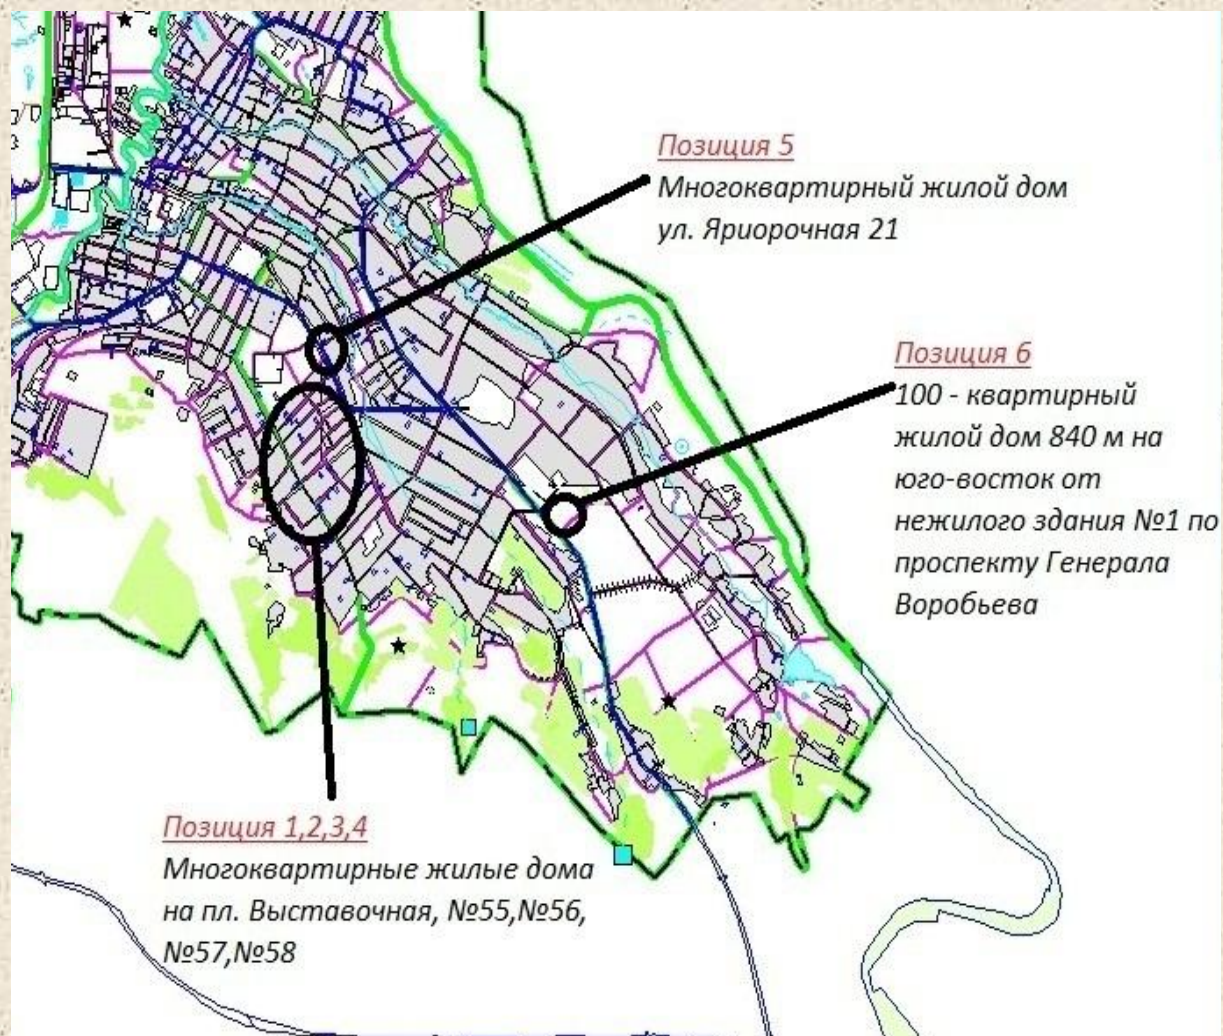 Позиция 5
Многоквартирный жилой дом
ул. Яриорочная 21
Позиция 6
100 - квартирный
жилой дом 840 м на
юго-восток от
нежилого здания №1 по
проспекту Генерала
Воробьева
Позиция 1,2,3,4
Многоквартирные жилые дома
на пл. Выставочная, №55,№56,
№57,№58